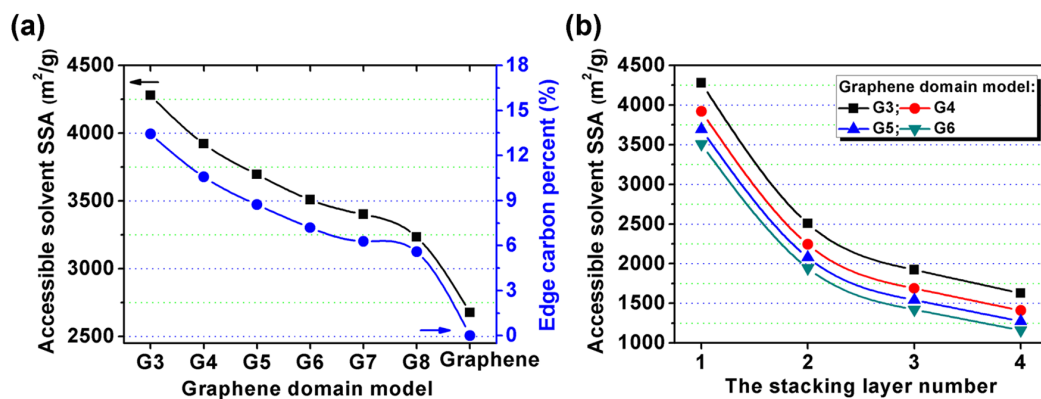 (a)
Accessible solvent SSA (m²/g)
4500
4000
3500
3000
2500
18
15
12
9
6
3
0
Edge carbon percent (%)
G3 G4 G5 G6 G7 G8 Graphene
Graphene domain model
(b)
Accessible solvent SSA (m²/g)
4500
4000
3500
3000
2500
2000
1500
1000
Graphene domain model:
G3; G4
G5; G6
1 2 3 4
The stacking layer number